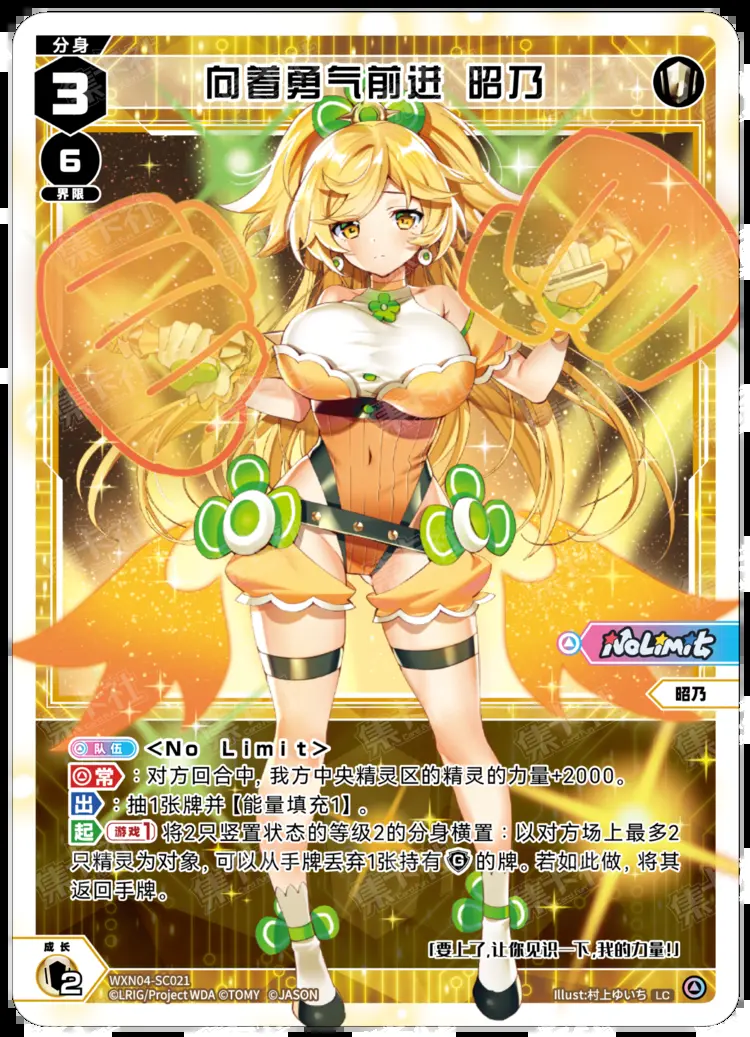 分身
3
向着勇气前进 昭乃
6
界限
NoLimit
昭乃
队伍 <No Limit>
常：对方回合中，我方中央精灵区的精灵的力量+2000。
出：抽1张牌并【能量填充1】。
起 游戏1 将2只竖置状态的等级2的分身横置：以对方场上最多2
只精灵为对象，可以从手牌丢弃1张持有G的牌。若如此做，将其
返回手牌。
「要上了,让你见识一下,我的力量!」
成长
2
WXN04-SC021
©LRIG/Project WDA ©TOMY ©JASON
Illust:村上ゆいち LC
集卡社